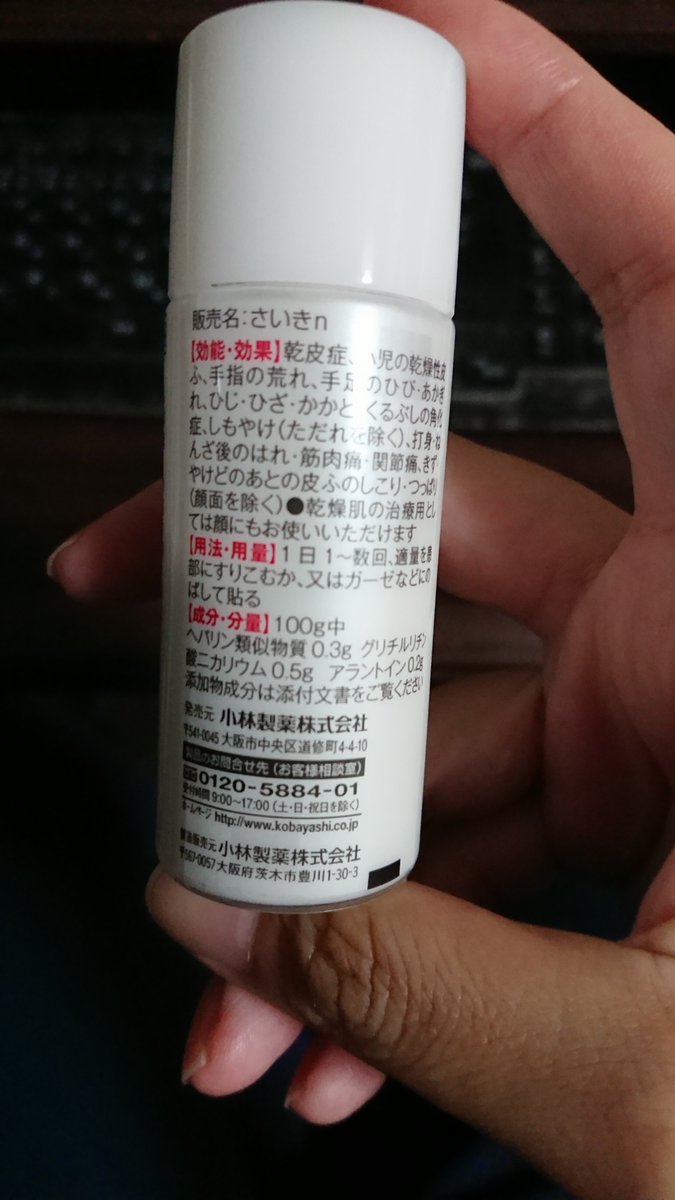 販売名:さいきn
【効能・効果】乾皮症、小児の乾燥性皮
ふ、手指の荒れ、手足のひび・あかぎ
れ、ひじ・ひざ・かかと・くるぶしの角化
症、しもやけ(ただれを除く)、打身・ね
んざ後のはれ・筋肉痛・関節痛、きず・
やけどのあとの皮ふのしこり・つっぱり
(顔面を除く)●乾燥肌の治療用とし
ては顔にもお使いいただけます
【用法・用量】1日1〜数回、適量を患
部にすりこむか、又はガーゼなどにの
ばして貼る
【成分・分量】100g中
ヘパリン類似物質0.3g グリチルリチン
酸二カリウム0.5g アラントイン0.2g
添加物成分は添付文書をご覧ください
発売元 小林製薬株式会社
〒541-0045 大阪市中央区道修町4-4-10
製品のお問合せ先(お客様相談室)
0120-5884-01
受付時間9:00〜17:00(土・日・祝日を除く)
ホームページ http://www.kobayashi.co.jp
製造販売元 小林製薬株式会社
〒567-0057 大阪府茨木市豊川1-30-3